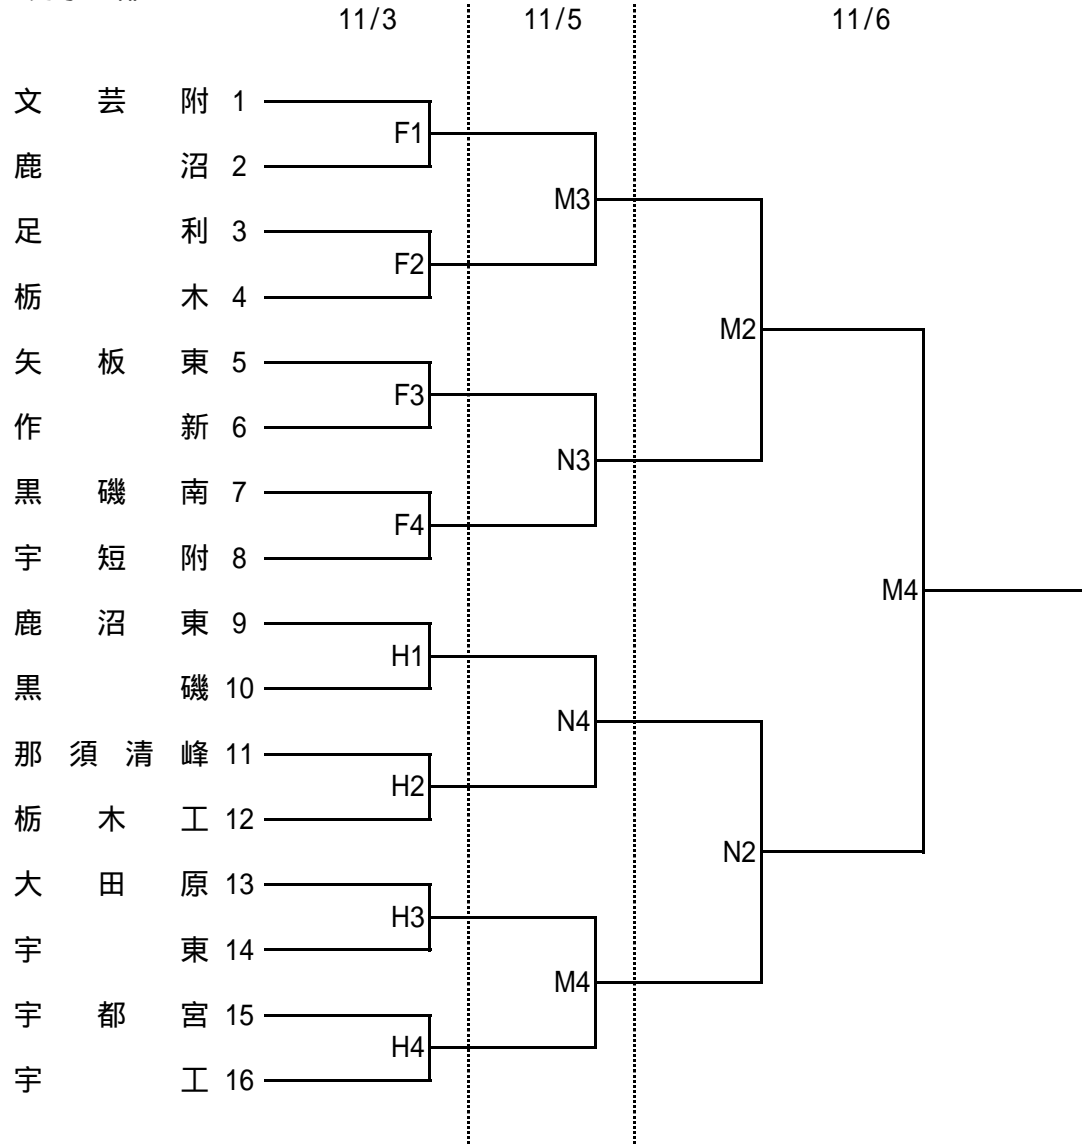 11/3 11/5 11/6
文芸附 1
F1
鹿沼 2
M3
足利 3
F2
栃木 4
M2
矢板東 5
F3
作新 6
N3
黒磯南 7
F4
宇短附 8
M4
鹿沼東 9
H1
黒磯 10
N4
那須清峰 11
H2
栃木工 12
N2
大田原 13
H3
宇東 14
M4
宇都宮 15
H4
宇工 16